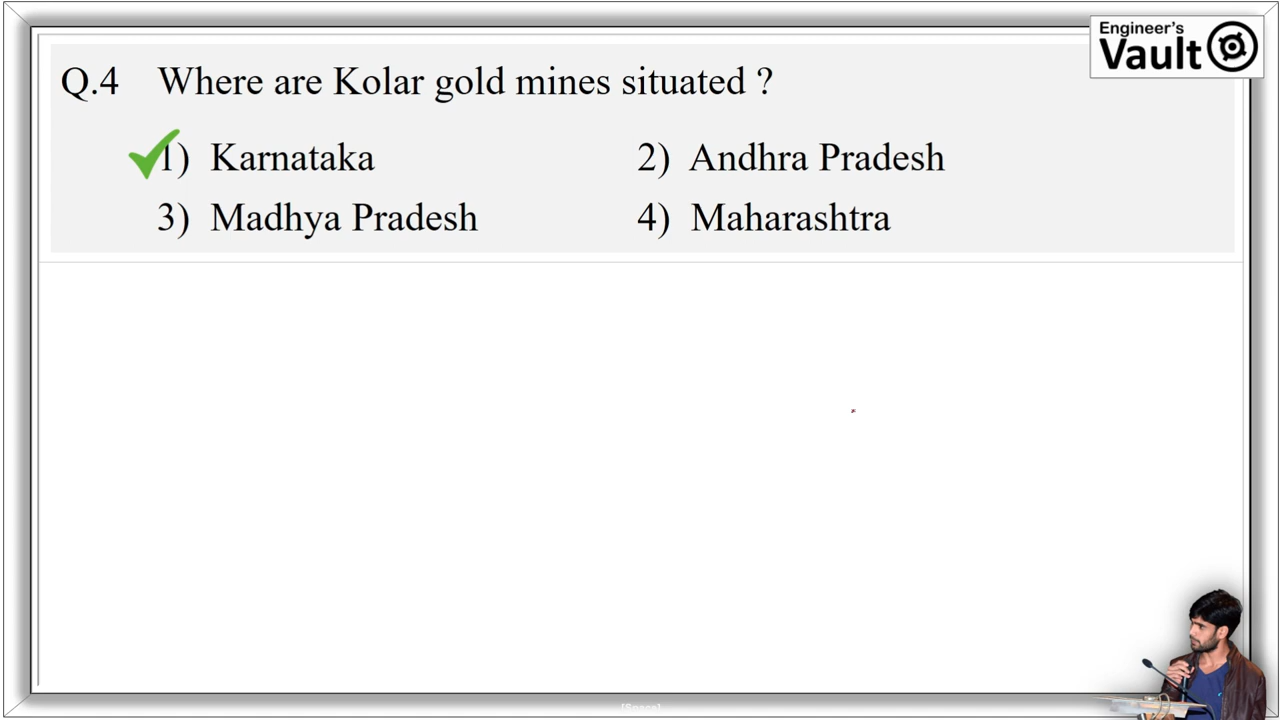 Engineer's
Vault
Q.4 Where are Kolar gold mines situated ?
1) Karnataka 2) Andhra Pradesh
3) Madhya Pradesh 4) Maharashtra
[Space]